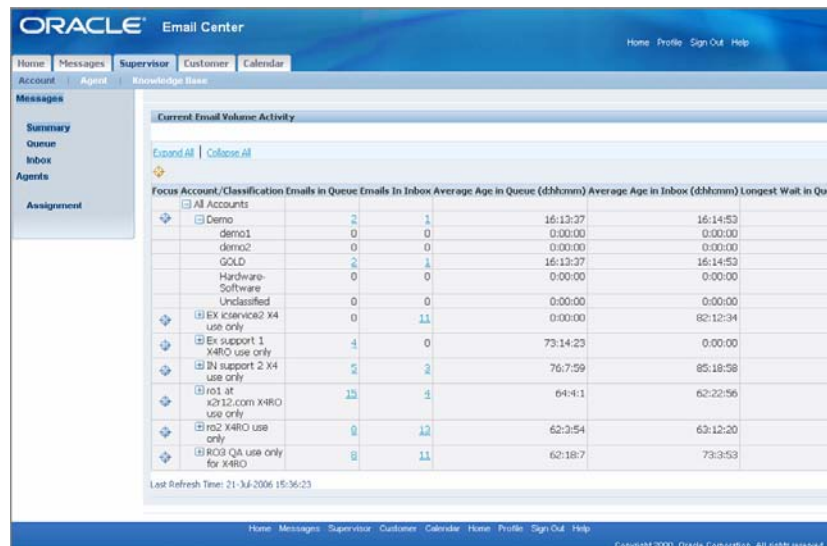 ORACLE Email Center
Home Profile Sign Out Help
Home Messages Supervisor Customer Calendar
Account Agent Knowledge Base
Messages
Summary
Queue
Inbox
Agents
Assignment
Current Email Volume Activity
Expand All | Collapse All
Focus Account/Classification Emails in Queue Emails In Inbox Average Age in Queue (d:hh:mm) Average Age in Inbox (d:hh:mm) Longest Wait in Qu
All Accounts
Demo 2 1 16:13:37 16:14:53
demo1 0 0 0:00:00 0:00:00
demo2 0 0 0:00:00 0:00:00
GOLD 2 1 16:13:37 16:14:53
Hardware- 0 0 0:00:00 0:00:00
Software
Unclassified 0 0 0:00:00 0:00:00
EX icservice2 X4 0 11 0:00:00 82:12:34
use only
Ex support 1 4 0 73:14:23 0:00:00
X4RO use only
IN support 2 X4 5 3 76:7:59 85:18:58
use only
ro1 at 15 4 64:4:1 62:22:56
x2r12.com X4RO
use only
ro2 X4RO use 13 62:3:54 63:12:20
only
RO3 QA use only 8 11 62:18:7 73:3:53
for X4RO
Last Refresh Time: 21-Jul-2006 15:36:23
Home Messages Supervisor Customer Calendar Home Profile Sign Out Help
Copyright 2000, Oracle Corporation. All rights reserved